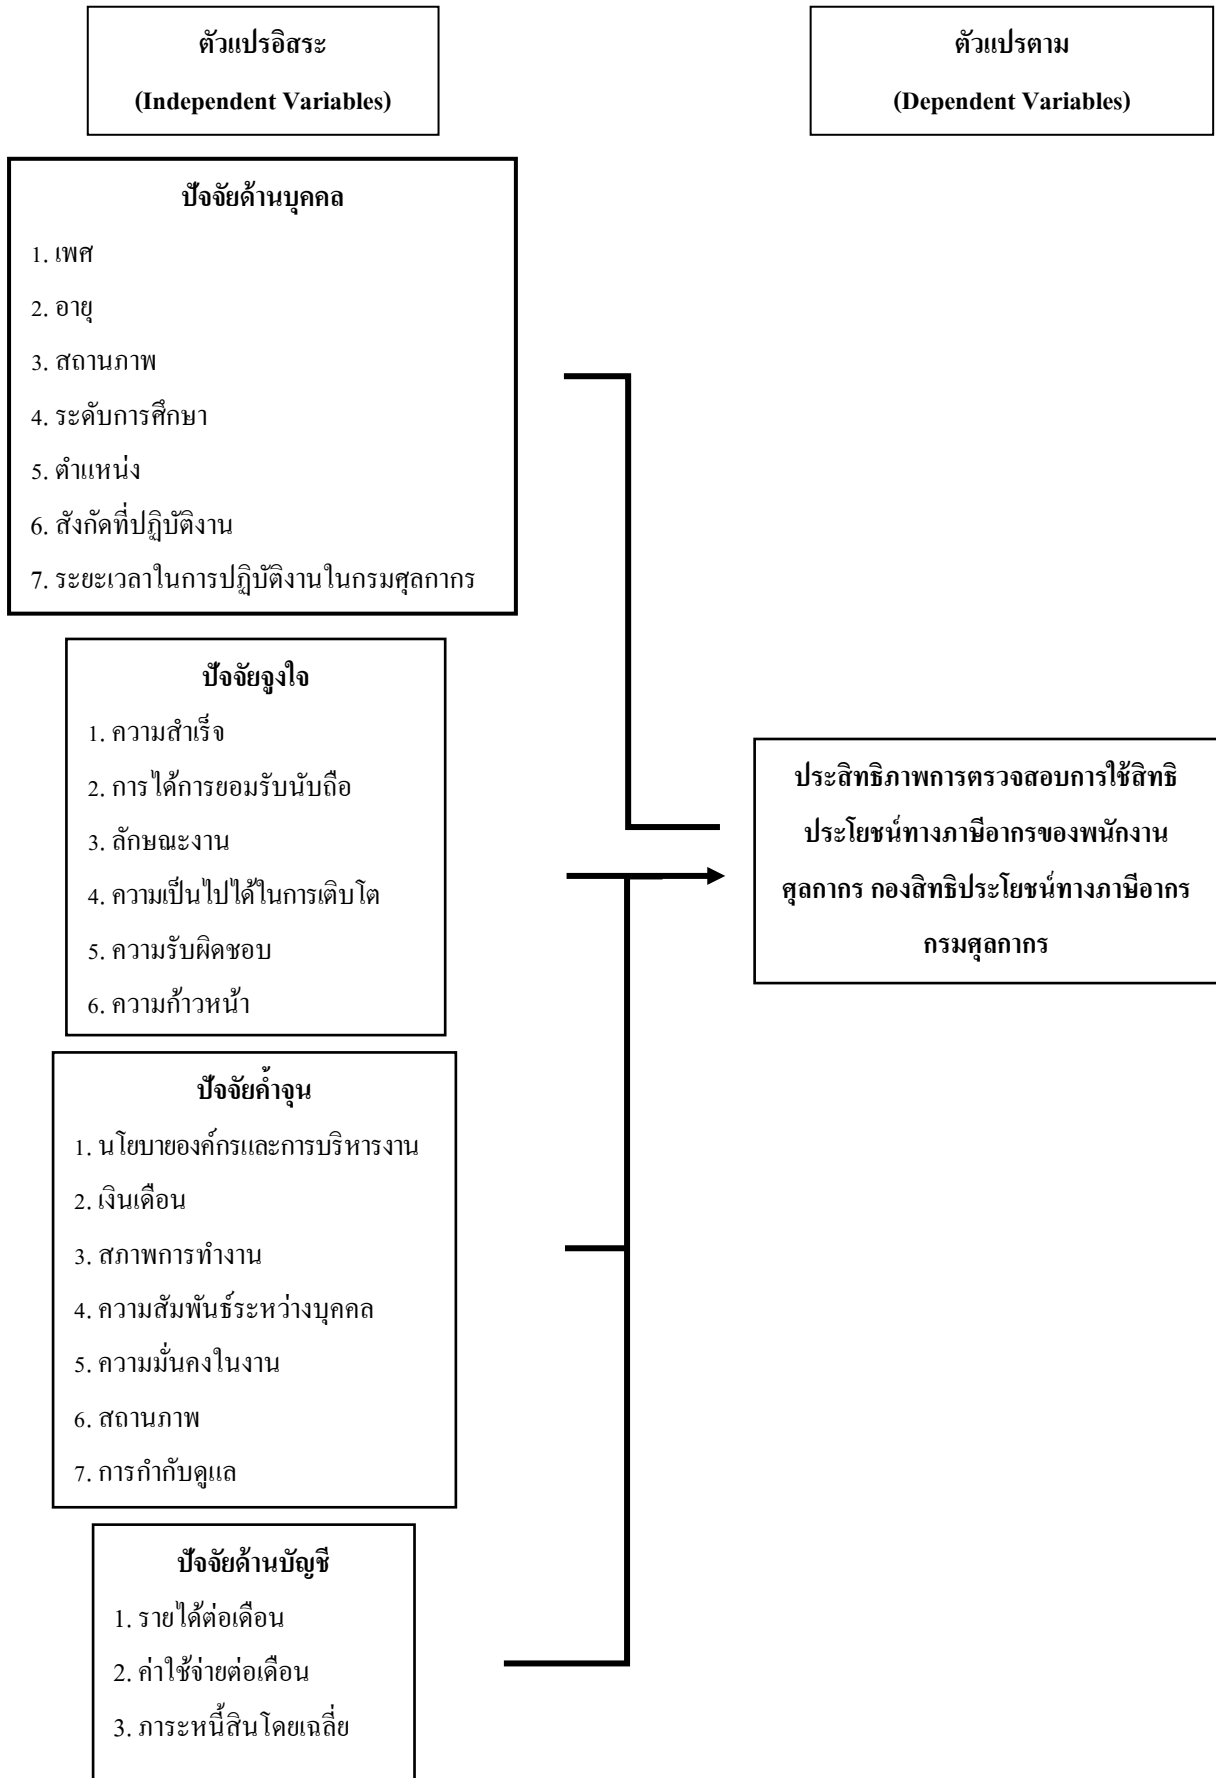 ตัวแปรอิสระ
(Independent Variables)
ตัวแปรตาม
(Dependent Variables)
ปัจจัยด้านบุคคล
1. เพศ
2. อายุ
3. สถานภาพ
4. ระดับการศึกษา
5. ตำแหน่ง
6. สังกัดที่ปฏิบัติงาน
7. ระยะเวลาในการปฏิบัติงานในกรมศุลกากร
ปัจจัยจูงใจ
1. ความสำเร็จ
2. การได้การยอมรับนับถือ
3. ลักษณะงาน
4. ความเป็นไปได้ในการเติบโต
5. ความรับผิดชอบ
6. ความก้าวหน้า
ประสิทธิภาพการตรวจสอบการใช้สิทธิ
ประโยชน์ทางภาษีอากรของพนักงาน
ศุลกากร กองสิทธิประโยชน์ทางภาษีอากร
กรมศุลกากร
ปัจจัยค้ำจุน
1. นโยบายองค์กรและการบริหารงาน
2. เงินเดือน
3. สภาพการทำงาน
4. ความสัมพันธ์ระหว่างบุคคล
5. ความมั่นคงในงาน
6. สถานภาพ
7. การกำกับดูแล
ปัจจัยด้านบัญชี
1. รายได้ต่อเดือน
2. ค่าใช้จ่ายต่อเดือน
3. ภาระหนี้สินโดยเฉลี่ย